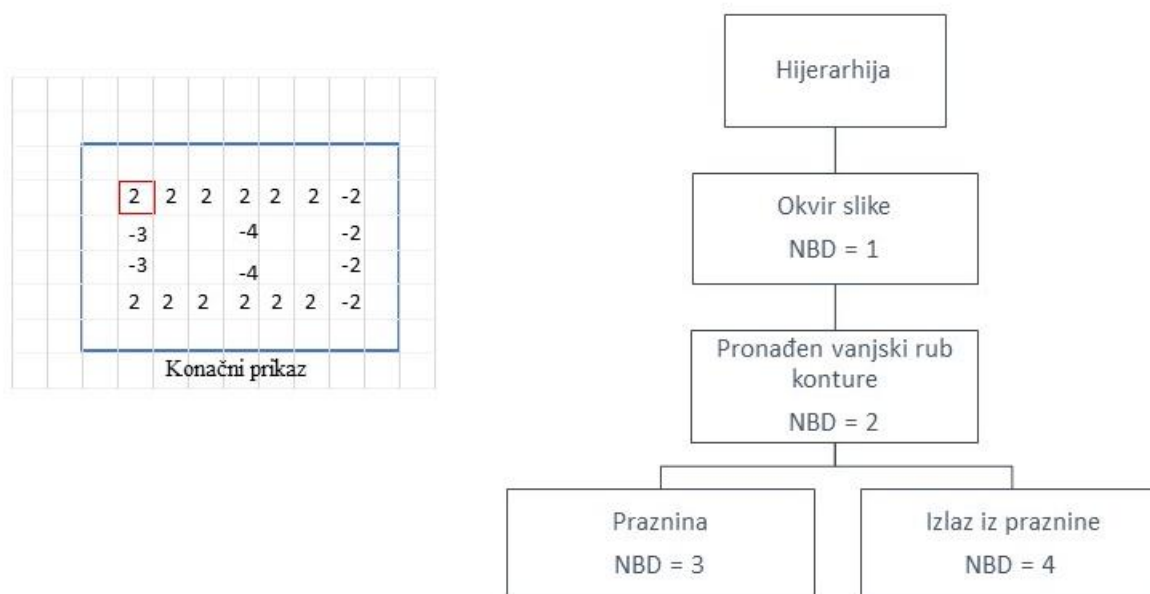 2 2 2 2 2 2 -2
-3 -4 -2
-3 -4 -2
2 2 2 2 2 2 -2
Konačni prikaz
Hijerarhija
Okvir slike
NBD = 1
Pronađen vanjski rub
konture
NBD = 2
Praznina
NBD = 3
Izlaz iz praznine
NBD = 4